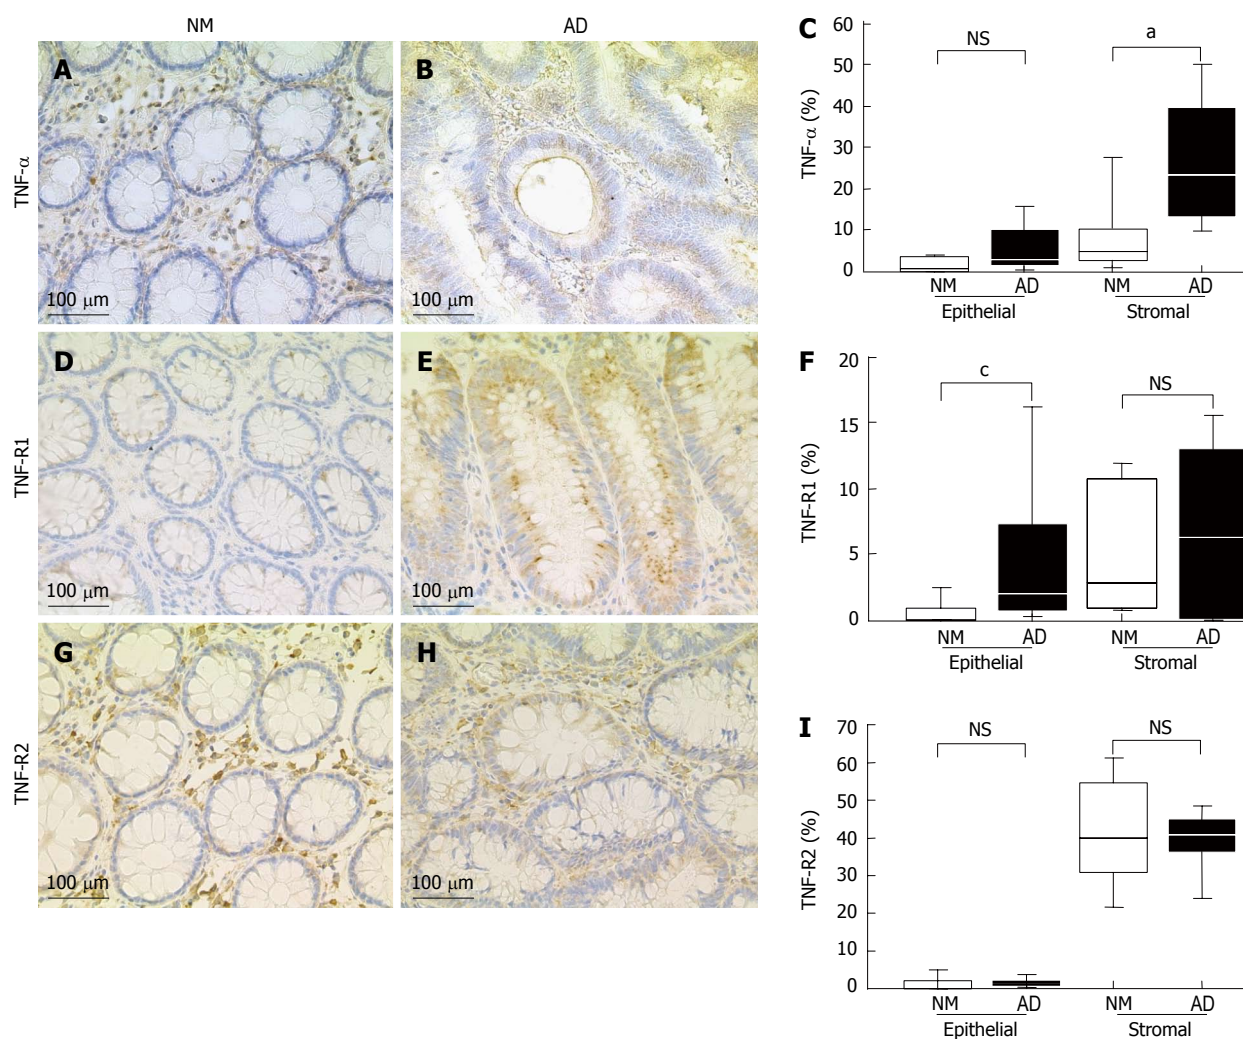 NM
AD
TNF-α
A
100 μm
B
100 μm
C
TNF-α (%)
60
50
40
30
20
10
0
NS
a
NM
AD
NM
AD
Epithelial
Stromal
TNF-R1
D
100 μm
E
100 μm
F
TNF-R1 (%)
20
15
10
5
0
c
NS
NM
AD
NM
AD
Epithelial
Stromal
TNF-R2
G
100 μm
H
100 μm
I
TNF-R2 (%)
70
60
50
40
30
20
10
0
NS
NS
NM
AD
NM
AD
Epithelial
Stromal